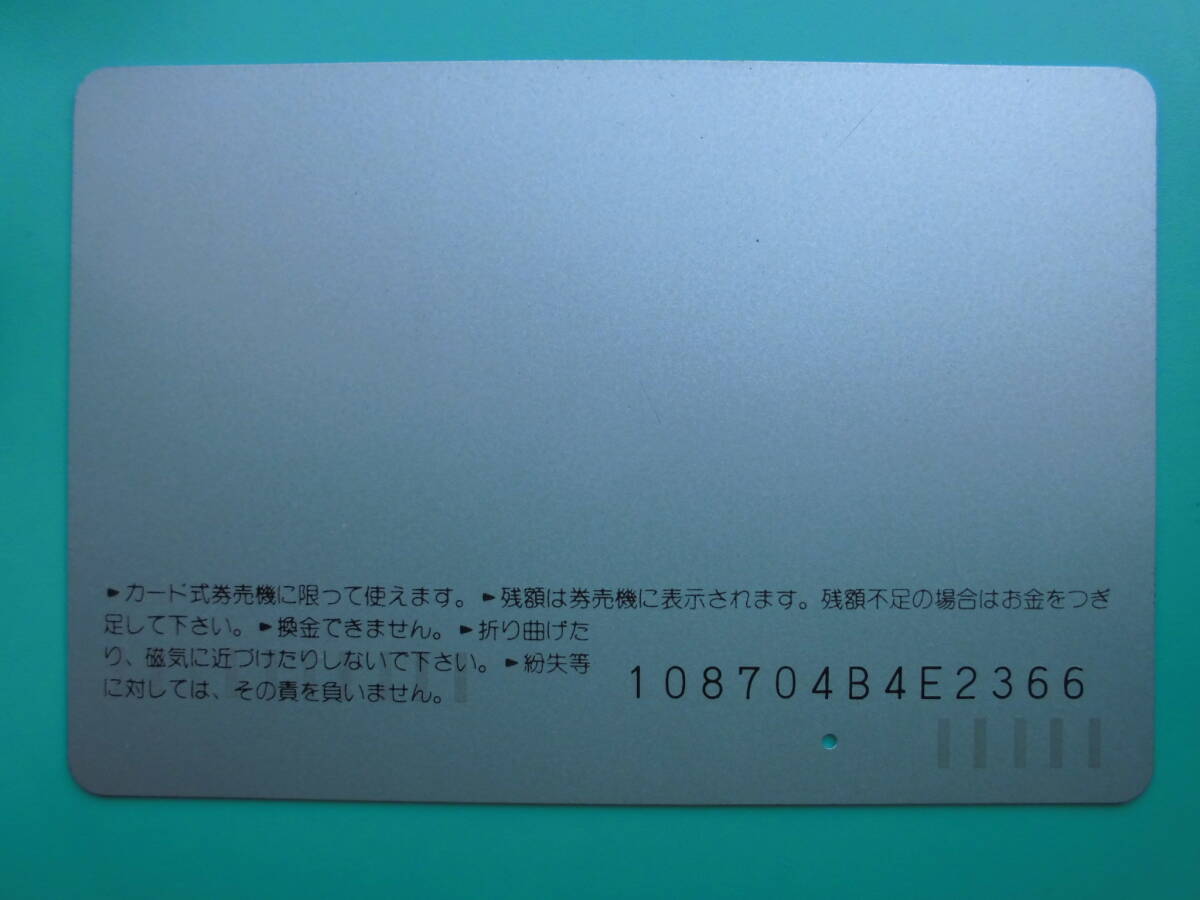 ►カード式券売機に限って使えます。►残額は券売機に表示されます。残額不足の場合はお金をつぎ
足して下さい。►換金できません。►折り曲げた
り、磁気に近づけたりしないで下さい。►紛失等
に対しては、その責を負いません。
108704B4E2366